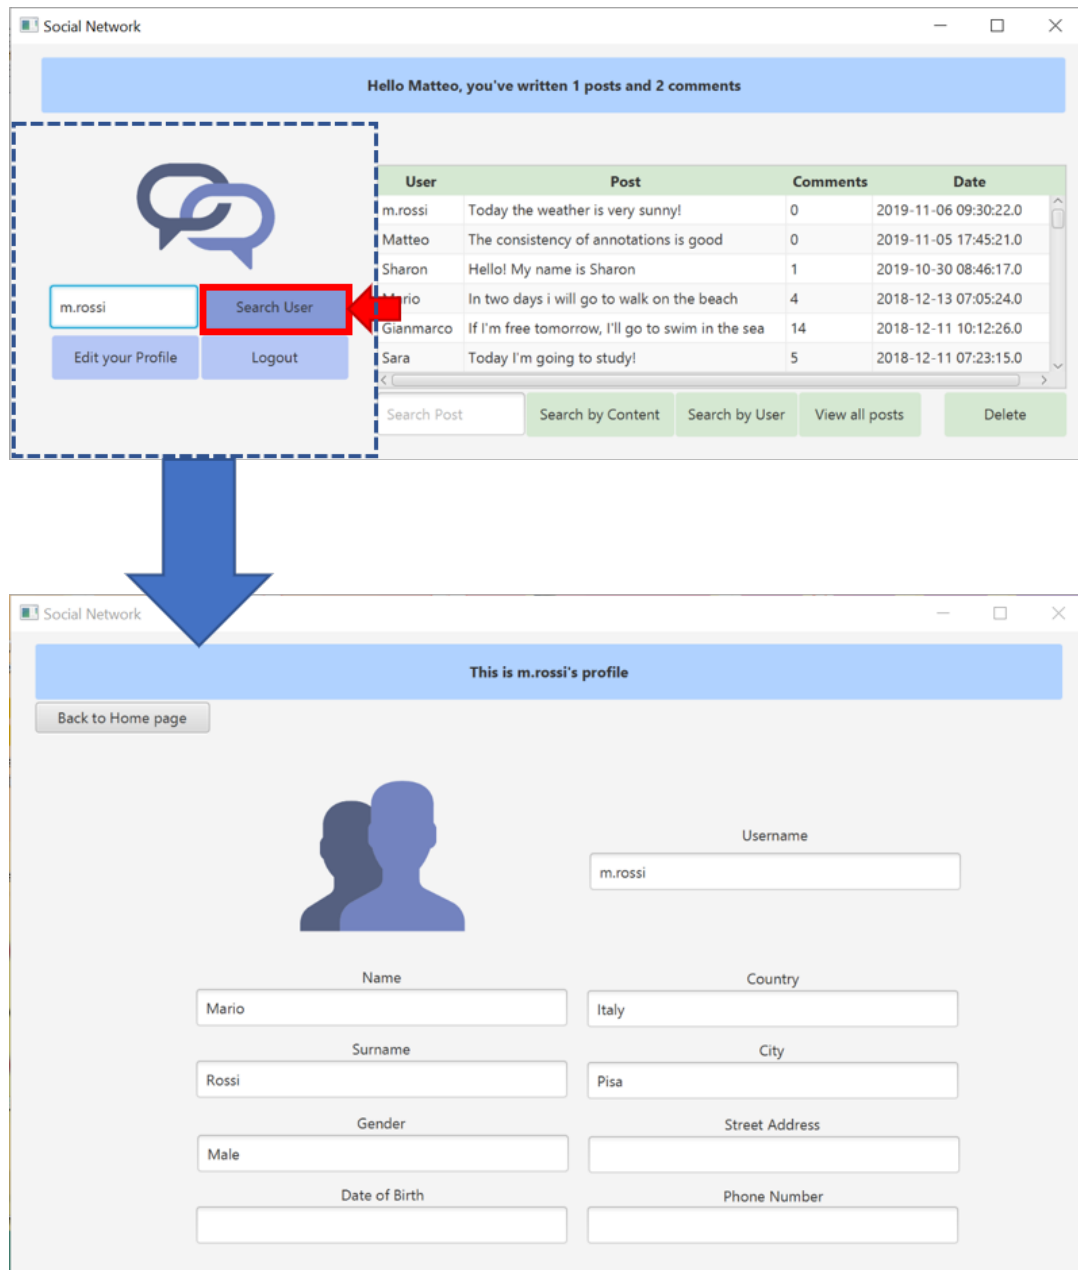 Social Network
Hello Matteo, you've written 1 posts and 2 comments
User Post Comments Date
m.rossi Today the weather is very sunny! 0 2019-11-06 09:30:22.0
Matteo The consistency of annotations is good 0 2019-11-05 17:45:21.0
Sharon Hello! My name is Sharon 1 2019-10-30 08:46:17.0
Mario In two days i will go to walk on the beach 4 2018-12-13 07:05:24.0
Gianmarco If I'm free tomorrow, I'll go to swim in the sea 14 2018-12-11 10:12:26.0
Sara Today I'm going to study! 5 2018-12-11 07:23:15.0
m.rossi Search User
Edit your Profile Logout
Search Post Search by Content Search by User View all posts Delete
Social Network
This is m.rossi's profile
Back to Home page
Username
m.rossi
Name Country
Mario Italy
Surname City
Rossi Pisa
Gender Street Address
Male
Date of Birth Phone Number